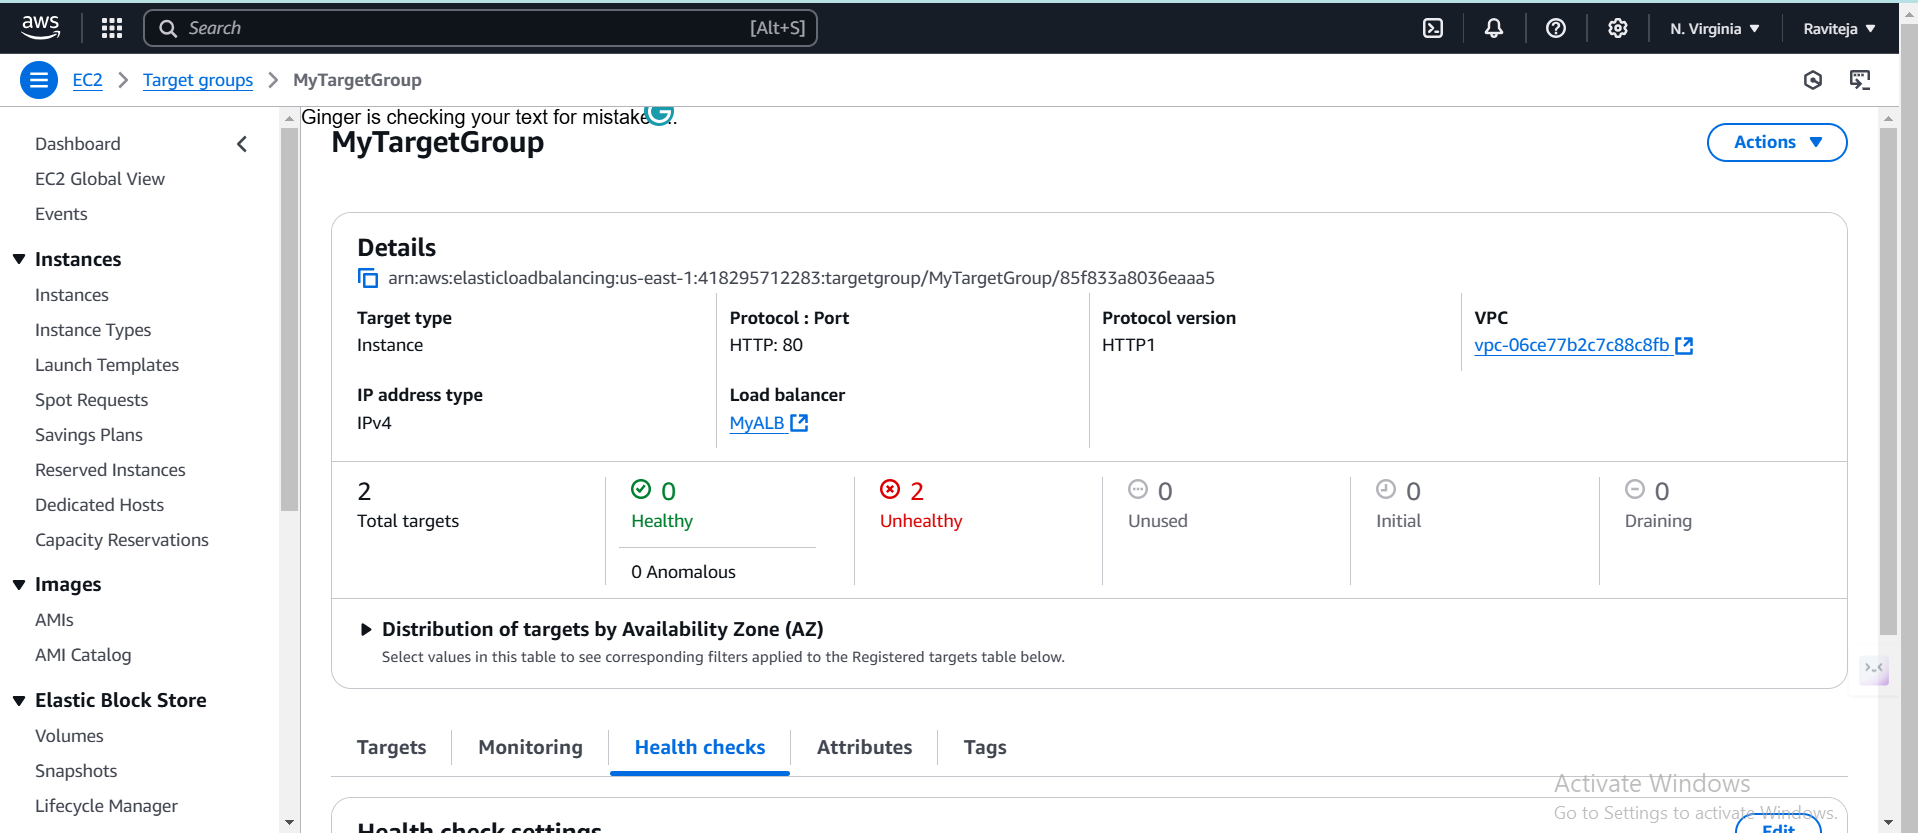 aws
Search
[Alt+S]
N. Virginia
Raviteja
EC2
Target groups
MyTargetGroup
Dashboard
EC2 Global View
Events
Instances
Instances
Instance Types
Launch Templates
Spot Requests
Savings Plans
Reserved Instances
Dedicated Hosts
Capacity Reservations
Images
AMIs
AMI Catalog
Elastic Block Store
Volumes
Snapshots
Lifecycle Manager
Ginger is checking your text for mistake..
MyTargetGroup
Actions
Details
arn:aws:elasticloadbalancing:us-east-1:418295712283:targetgroup/MyTargetGroup/85f833a8036eaaa5
Target type
Instance
Protocol : Port
HTTP: 80
Protocol version
HTTP1
VPC
vpc-06ce77b2c7c88c8fb
IP address type
IPv4
Load balancer
MyALB
2
Total targets
0
Healthy
0 Anomalous
2
Unhealthy
0
Unused
0
Initial
0
Draining
Distribution of targets by Availability Zone (AZ)
Select values in this table to see corresponding filters applied to the Registered targets table below.
Targets
Monitoring
Health checks
Attributes
Tags
Health check settings
Edit
Activate Windows
Go to Settings to activate Windows.